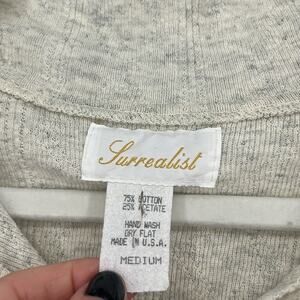 Surrealist
75% COTTON
25% ACETATE
HAND WASH
DRY FLAT
MADE IN U.S.A.
MEDIUM